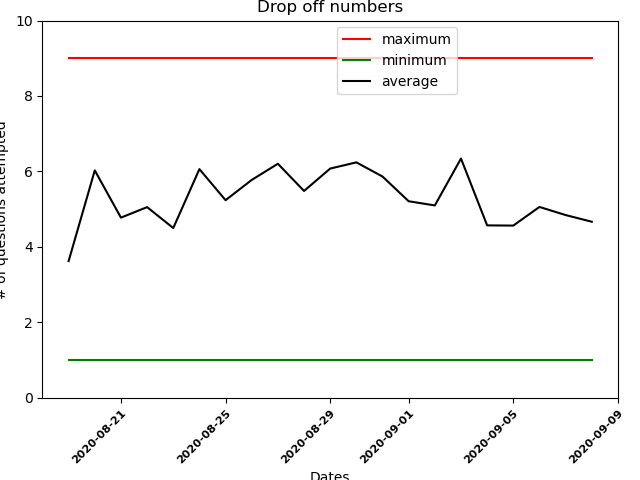 Drop off numbers
maximum
minimum
average
# of questions attempted
10
8
6
4
2
0
2020-08-21
2020-08-25
2020-08-29
2020-09-01
2020-09-05
2020-09-09
Dates